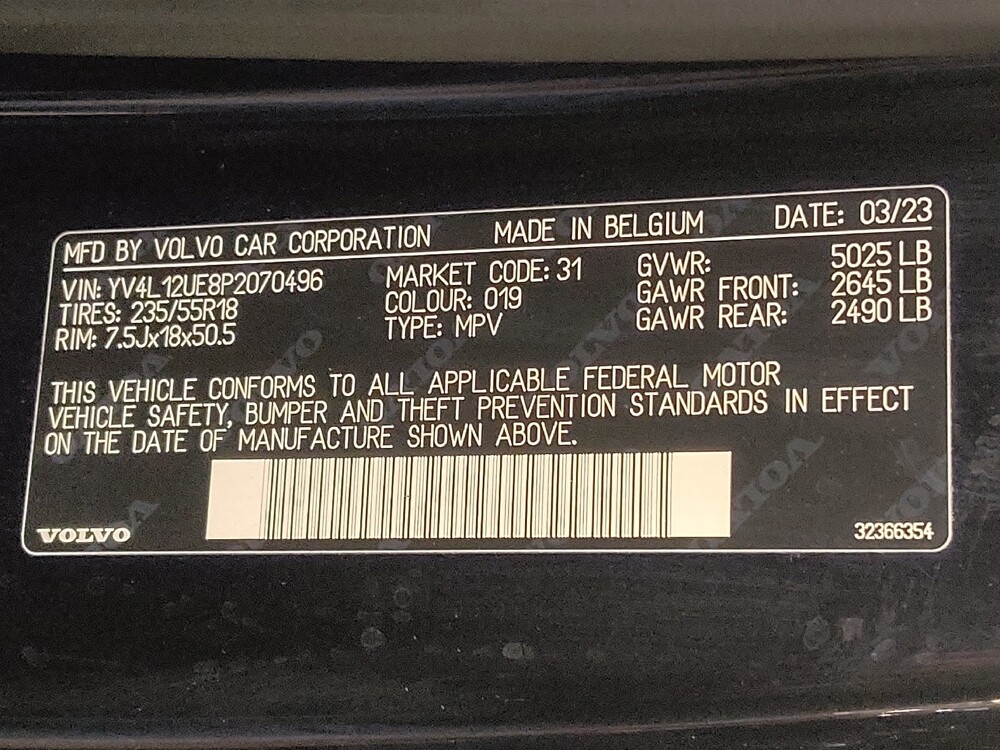 MFD BY VOLVO CAR CORPORATION MADE IN BELGIUM DATE: 03/23
VIN: YV4L12UE8P2070496 MARKET CODE: 31 GVWR: 5025 LB
TIRES: 235/55R18 COLOUR: 019 GAWR FRONT: 2645 LB
RIM: 7.5Jx18x50.5 TYPE: MPV GAWR REAR: 2490 LB
THIS VEHICLE CONFORMS TO ALL APPLICABLE FEDERAL MOTOR
VEHICLE SAFETY, BUMPER AND THEFT PREVENTION STANDARDS IN EFFECT
ON THE DATE OF MANUFACTURE SHOWN ABOVE.
VOLVO 32366354